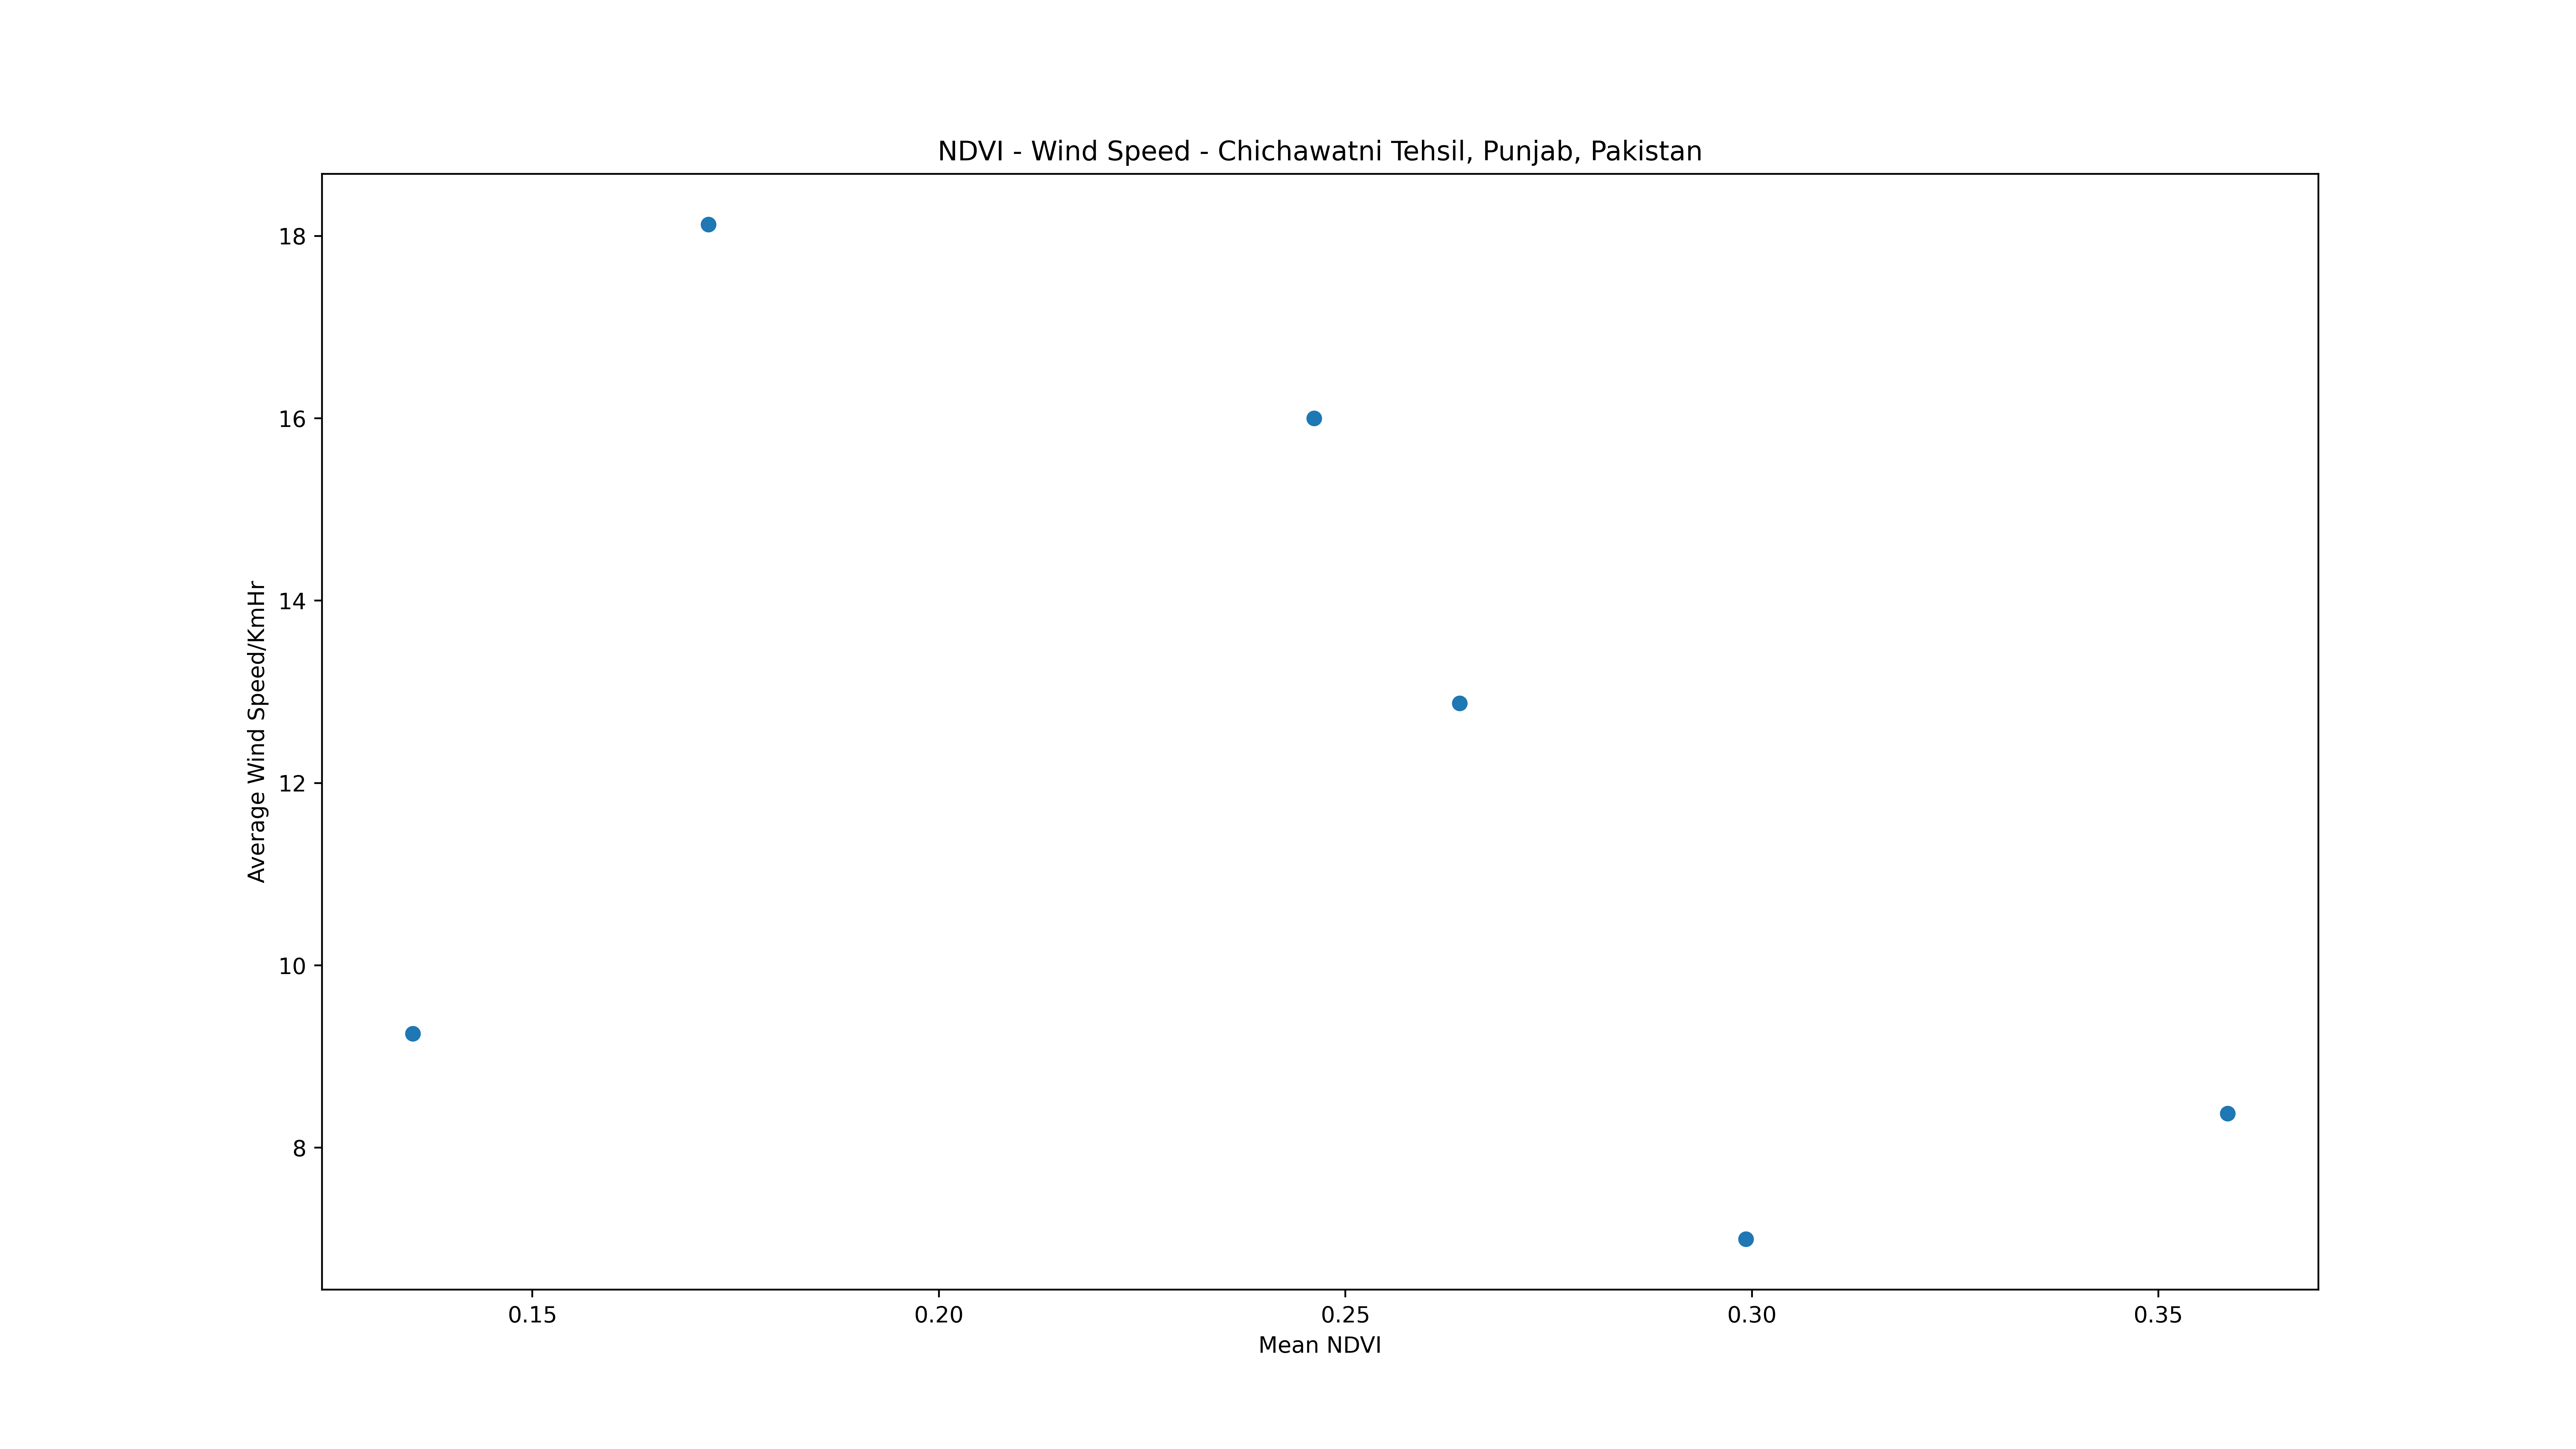 NDVI - Wind Speed - Chichawatni Tehsil, Punjab, Pakistan
18
16
14
12
10
8
Average Wind Speed/KmHr
0.15 0.20 0.25 0.30 0.35
Mean NDVI